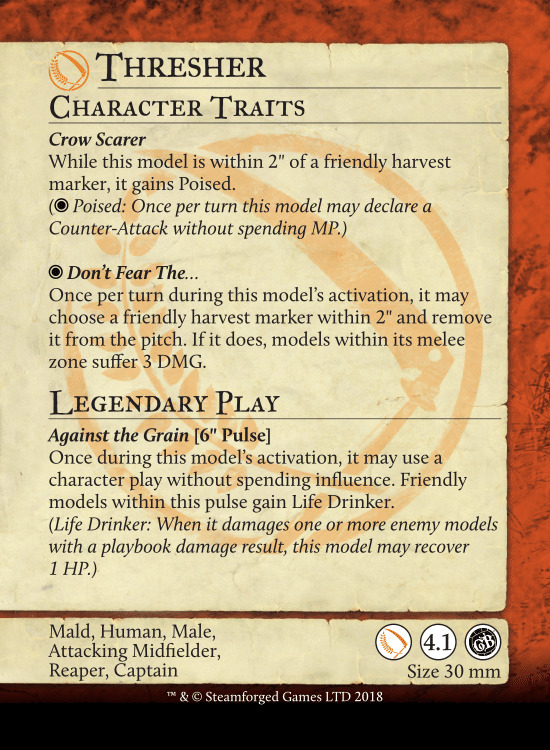 Thresher
Character Traits
Crow Scarer
While this model is within 2" of a friendly harvest
marker, it gains Poised.
(◉ Poised: Once per turn this model may declare a
Counter-Attack without spending MP.)
◉ Don't Fear The...
Once per turn during this model's activation, it may
choose a friendly harvest marker within 2" and remove
it from the pitch. If it does, models within its melee
zone suffer 3 DMG.
Legendary Play
Against the Grain [6" Pulse]
Once during this model's activation, it may use a
character play without spending influence. Friendly
models within this pulse gain Life Drinker.
(Life Drinker: When it damages one or more enemy models
with a playbook damage result, this model may recover
1 HP.)
Mald, Human, Male,
Attacking Midfielder,
Reaper, Captain
4.1
GB
Size 30 mm
™ & © Steamforged Games LTD 2018